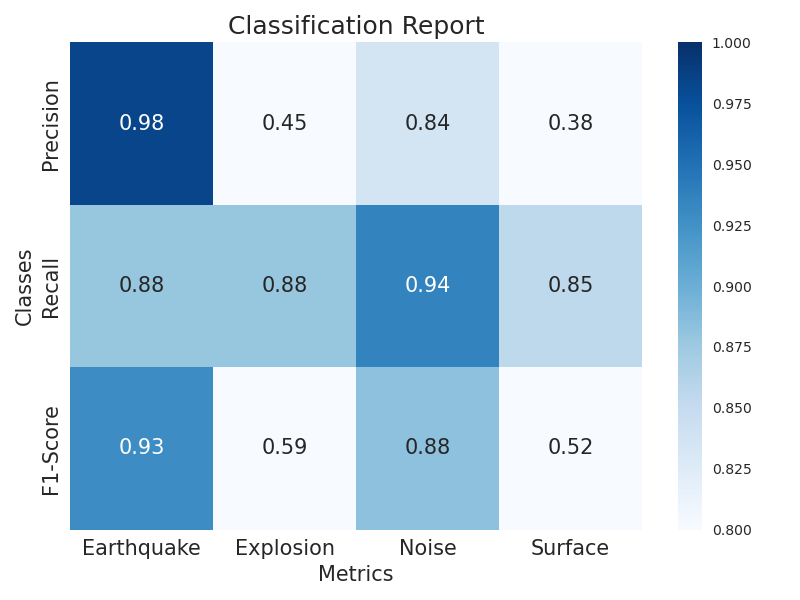 Classification Report
Precision
0.98 0.45 0.84 0.38
Classes
Recall
0.88 0.88 0.94 0.85
F1-Score
0.93 0.59 0.88 0.52
Earthquake Explosion Noise Surface
Metrics
1.000
0.975
0.950
0.925
0.900
0.875
0.850
0.825
0.800